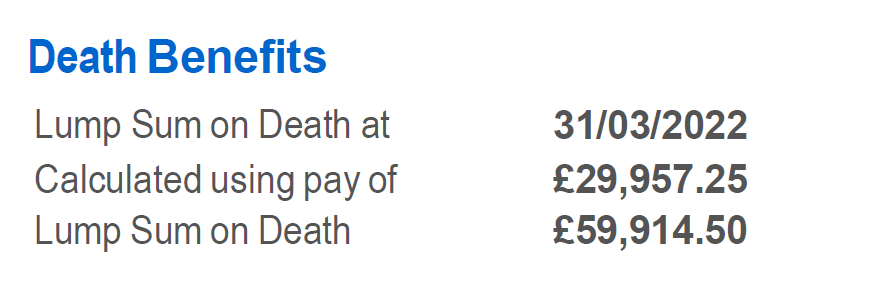 Death Benefits
Lump Sum on Death at 31/03/2022
Calculated using pay of £29,957.25
Lump Sum on Death £59,914.50